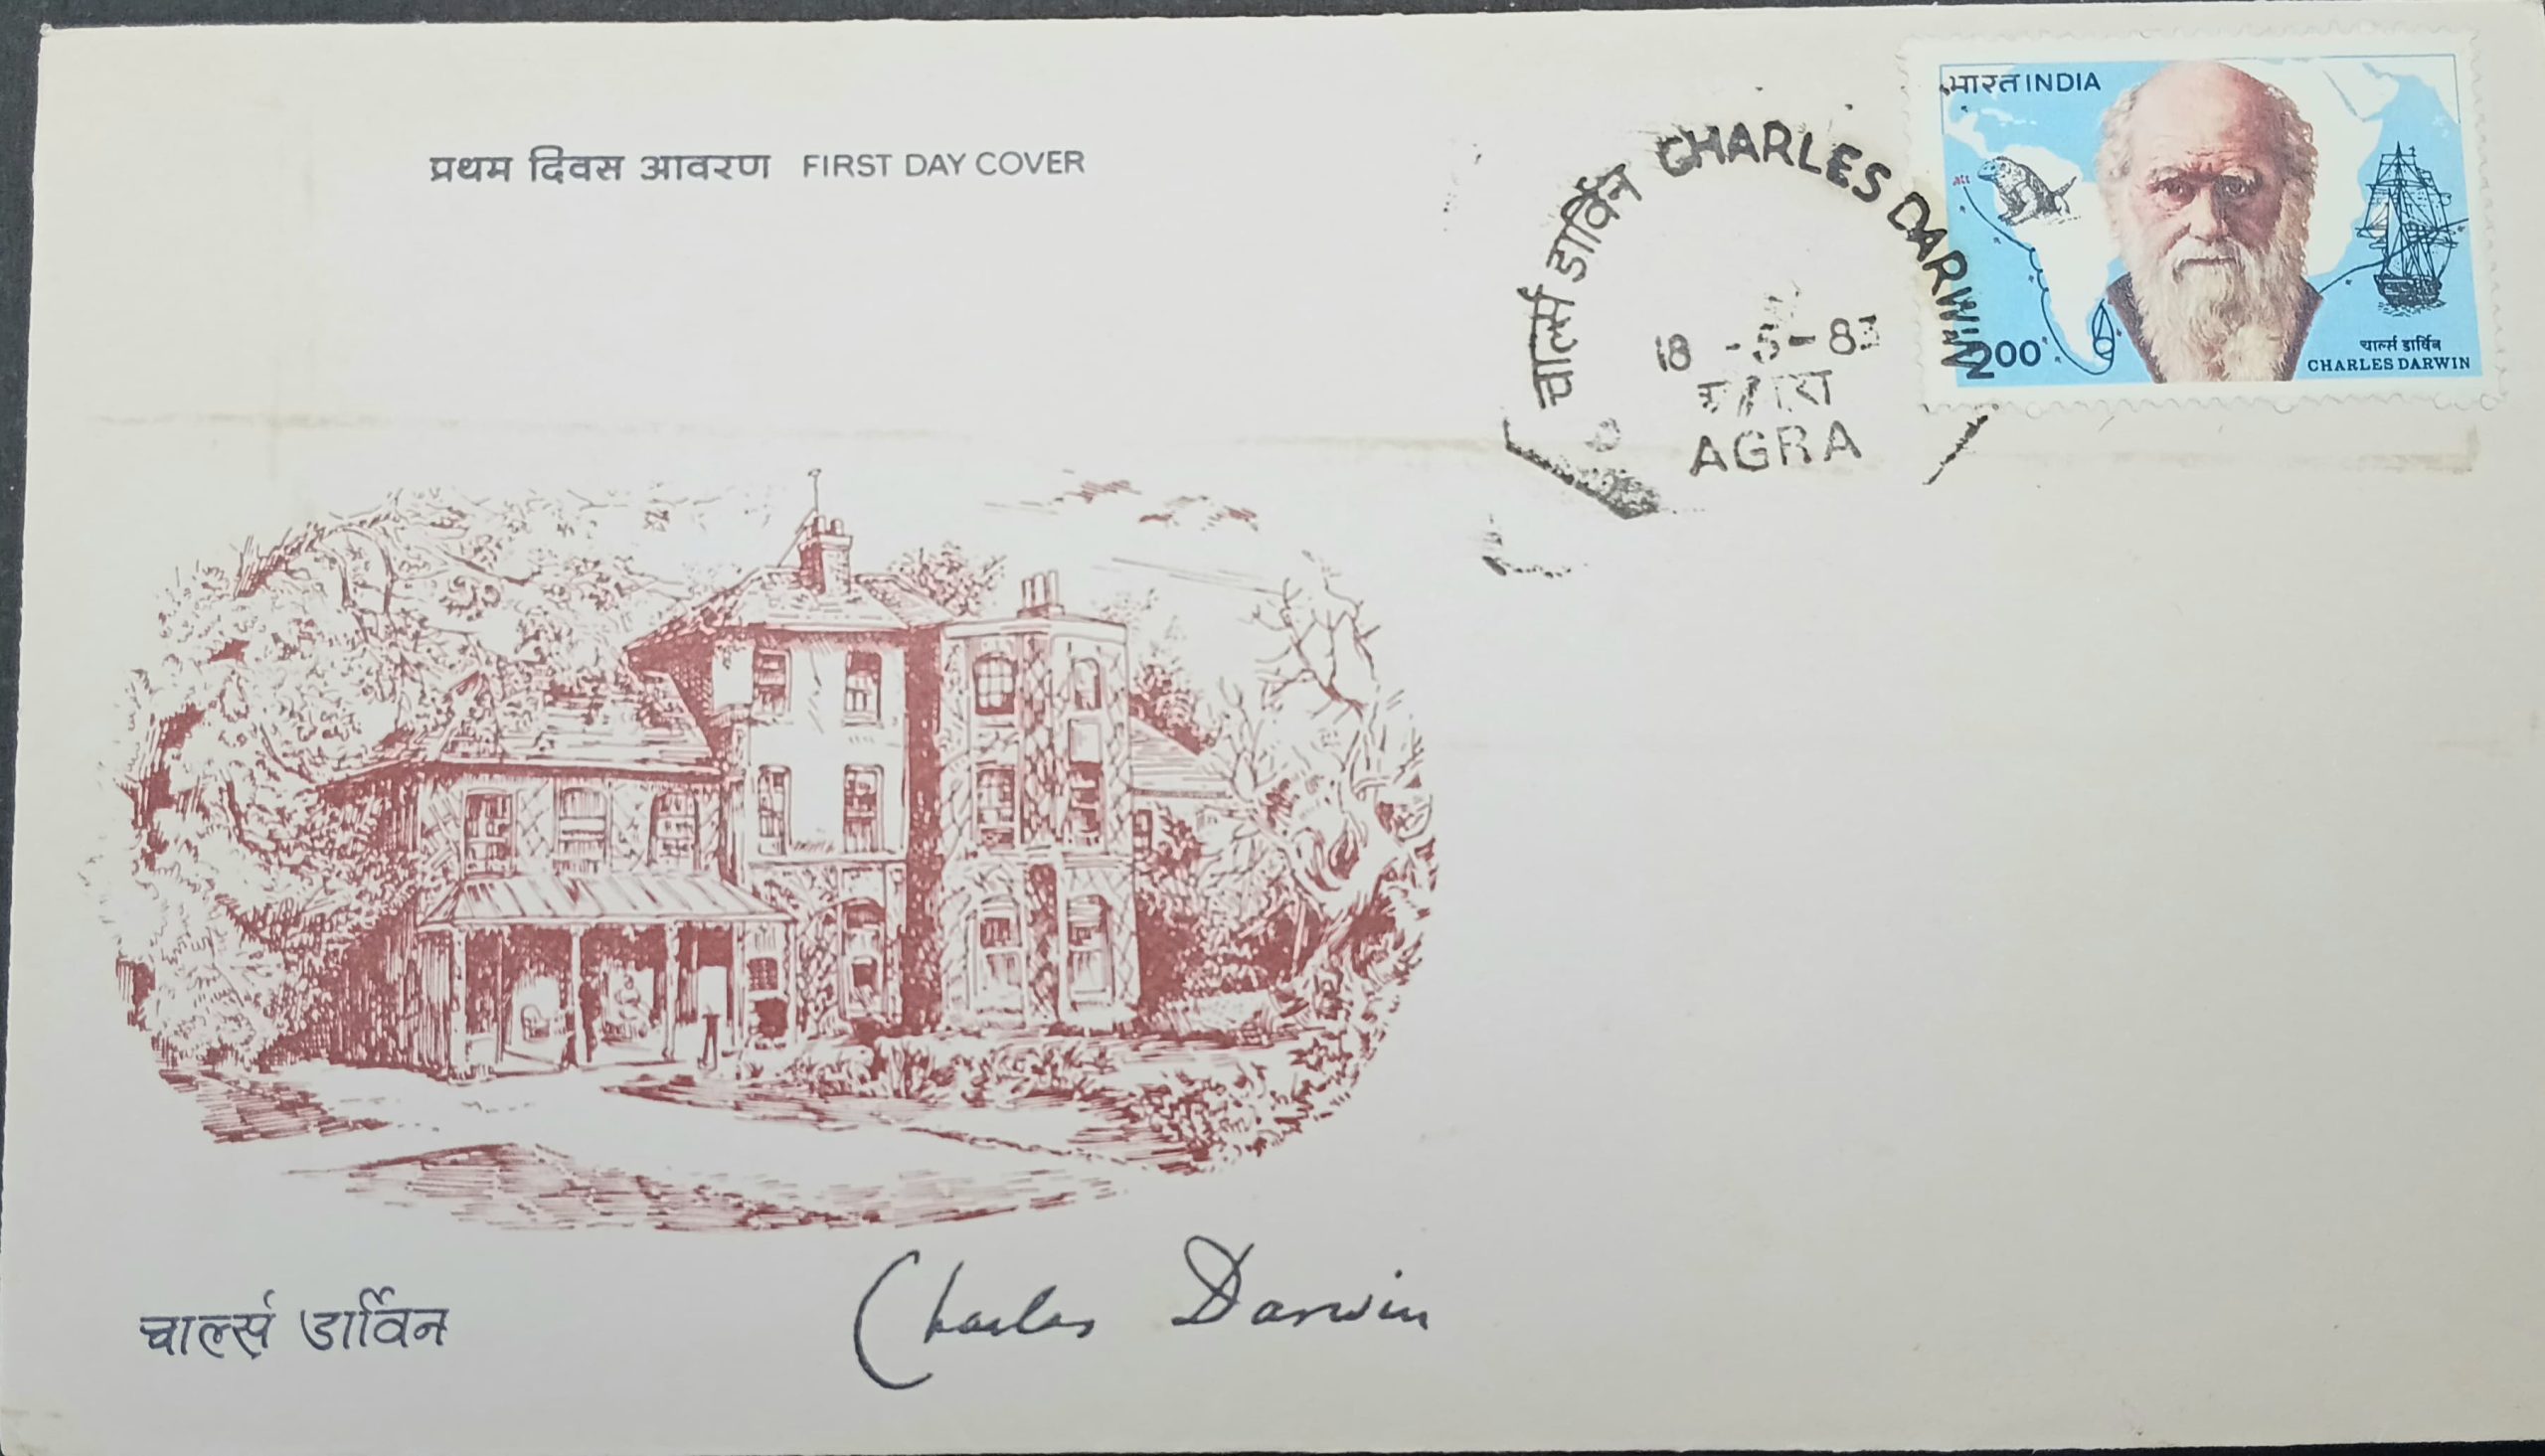 प्रथम दिवस आवरण FIRST DAY COVER
चार्ल्स डार्विन CHARLES DARWIN
18 -5-83
AGRA
भारत INDIA
200
चार्ल्स डार्विन
CHARLES DARWIN
चार्ल्स डार्विन Charles Darwin